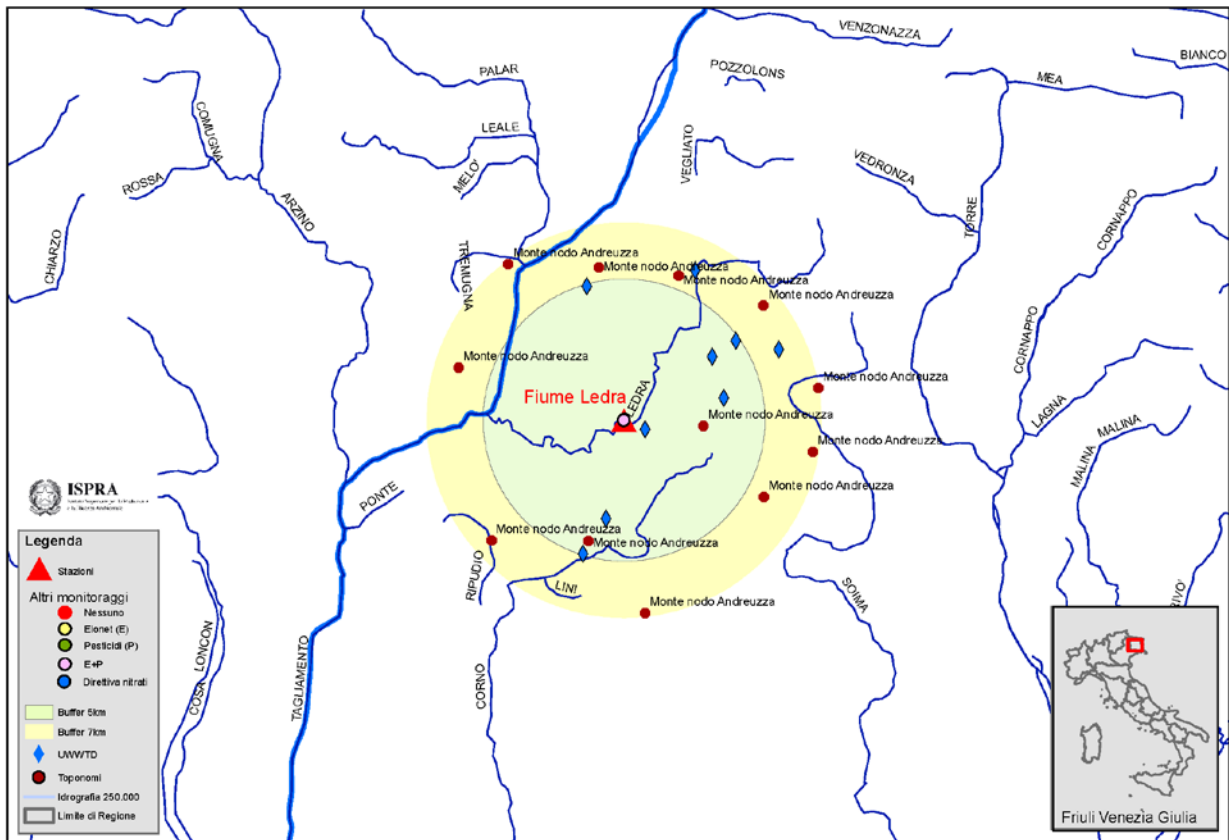 VENZONAZZA
BIANCO
PALAR
POZZOLONS
MEA
COMUGNA
LEALE
VEGLIATO
MELO'
VEDRONZA
ROSSA
ARZINO
TORRE
CORNAPPO
CHIARZO
TREMUGNA
Monte nodo Andreuzza
Monte nodo Andreuzza
Monte nodo Andreuzza
Monte nodo Andreuzza
CORNAPPO
Monte nodo Andreuzza
Monte nodo Andreuzza
Fiume Ledra
LEDRA
Monte nodo Andreuzza
LAGNA
MALINA
MALINA
Monte nodo Andreuzza
Monte nodo Andreuzza
ISPRA
PONTE
Monte nodo Andreuzza
Monte nodo Andreuzza
RIPUDIO
LINI
SOIMA
RIVO'
Monte nodo Andreuzza
COSA LONCON
TAGLIAMENTO
CORNO
Legenda
Stazioni
Altri monitoraggi
Nessuno
Eionet (E)
Pesticidi (P)
E+P
Direttiva nitrati
Buffer 5km
Buffer 7km
UWWTD
Toponomi
Idrografia 250.000
Limite di Regione
Friuli Venezia Giulia